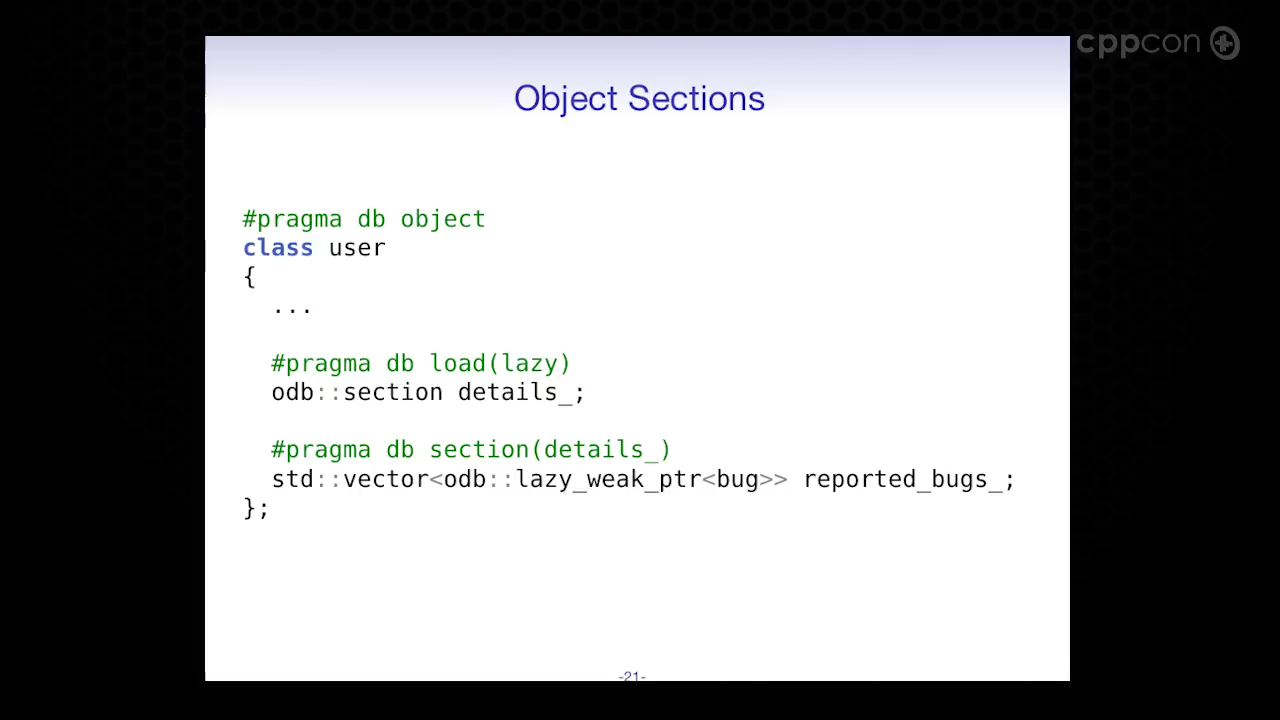 cppcon
Object Sections
#pragma db object
class user
{
  ...
  #pragma db load(lazy)
  odb::section details_;
  #pragma db section(details_)
  std::vector<odb::lazy_weak_ptr<bug>> reported_bugs_;
};
-21-